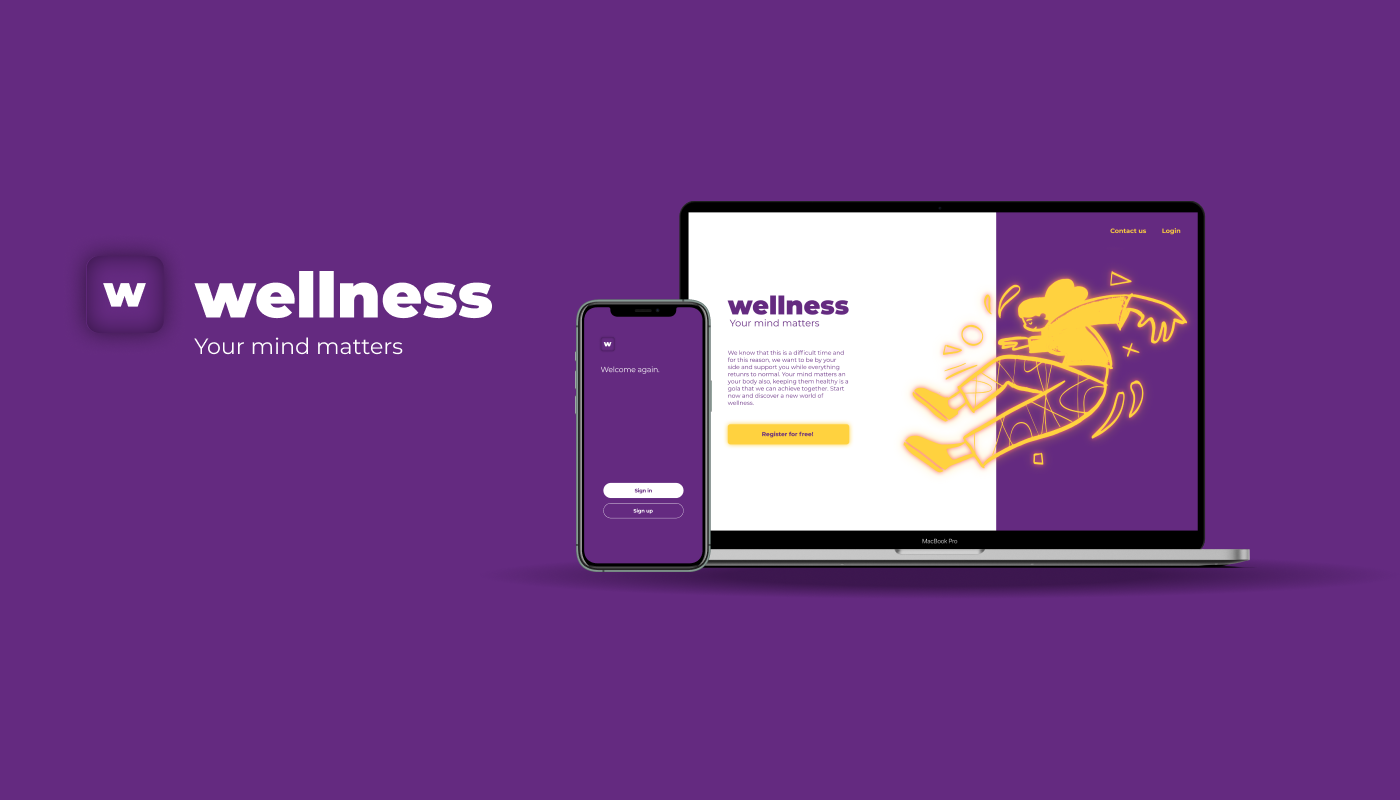 w
wellness
Your mind matters
w
Welcome again.
Sign in
Sign up
Contact us Login
wellness
Your mind matters
We know that this is a difficult time and
for this reason, we want to be by your
side and support you while everything
retunrs to normal. Your mind matters an
your body also, keeping them healthy is a
gola that we can achieve together. Start
now and discover a new world of
wellness.
Register for free!
MacBook Pro